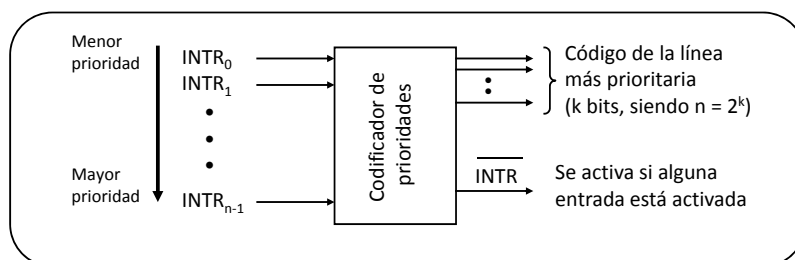 Menor
prioridad
Mayor
prioridad
INTR₀
INTR₁
INTRₙ₋₁
Codificador de
prioridades
Código de la línea
más prioritaria
(k bits, siendo n = 2ᵏ)
INTR
Se activa si alguna
entrada está activada